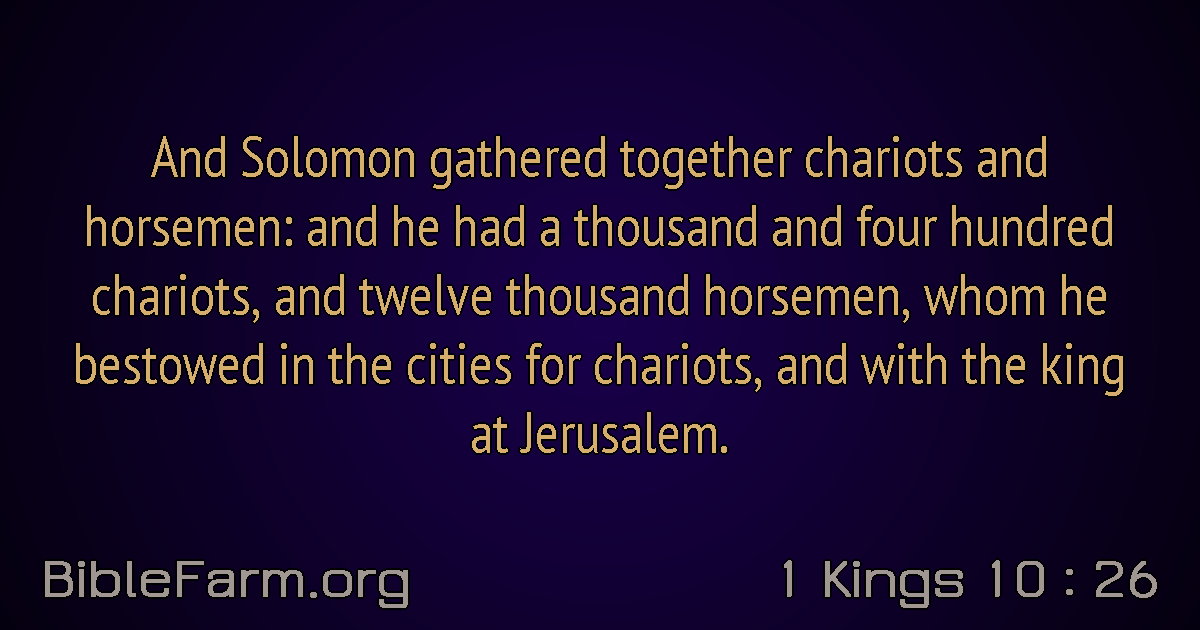 And Solomon gathered together chariots and
horsemen: and he had a thousand and four hundred
chariots, and twelve thousand horsemen, whom he
bestowed in the cities for chariots, and with the king
at Jerusalem.
BibleFarm.org
1 Kings 10 : 26